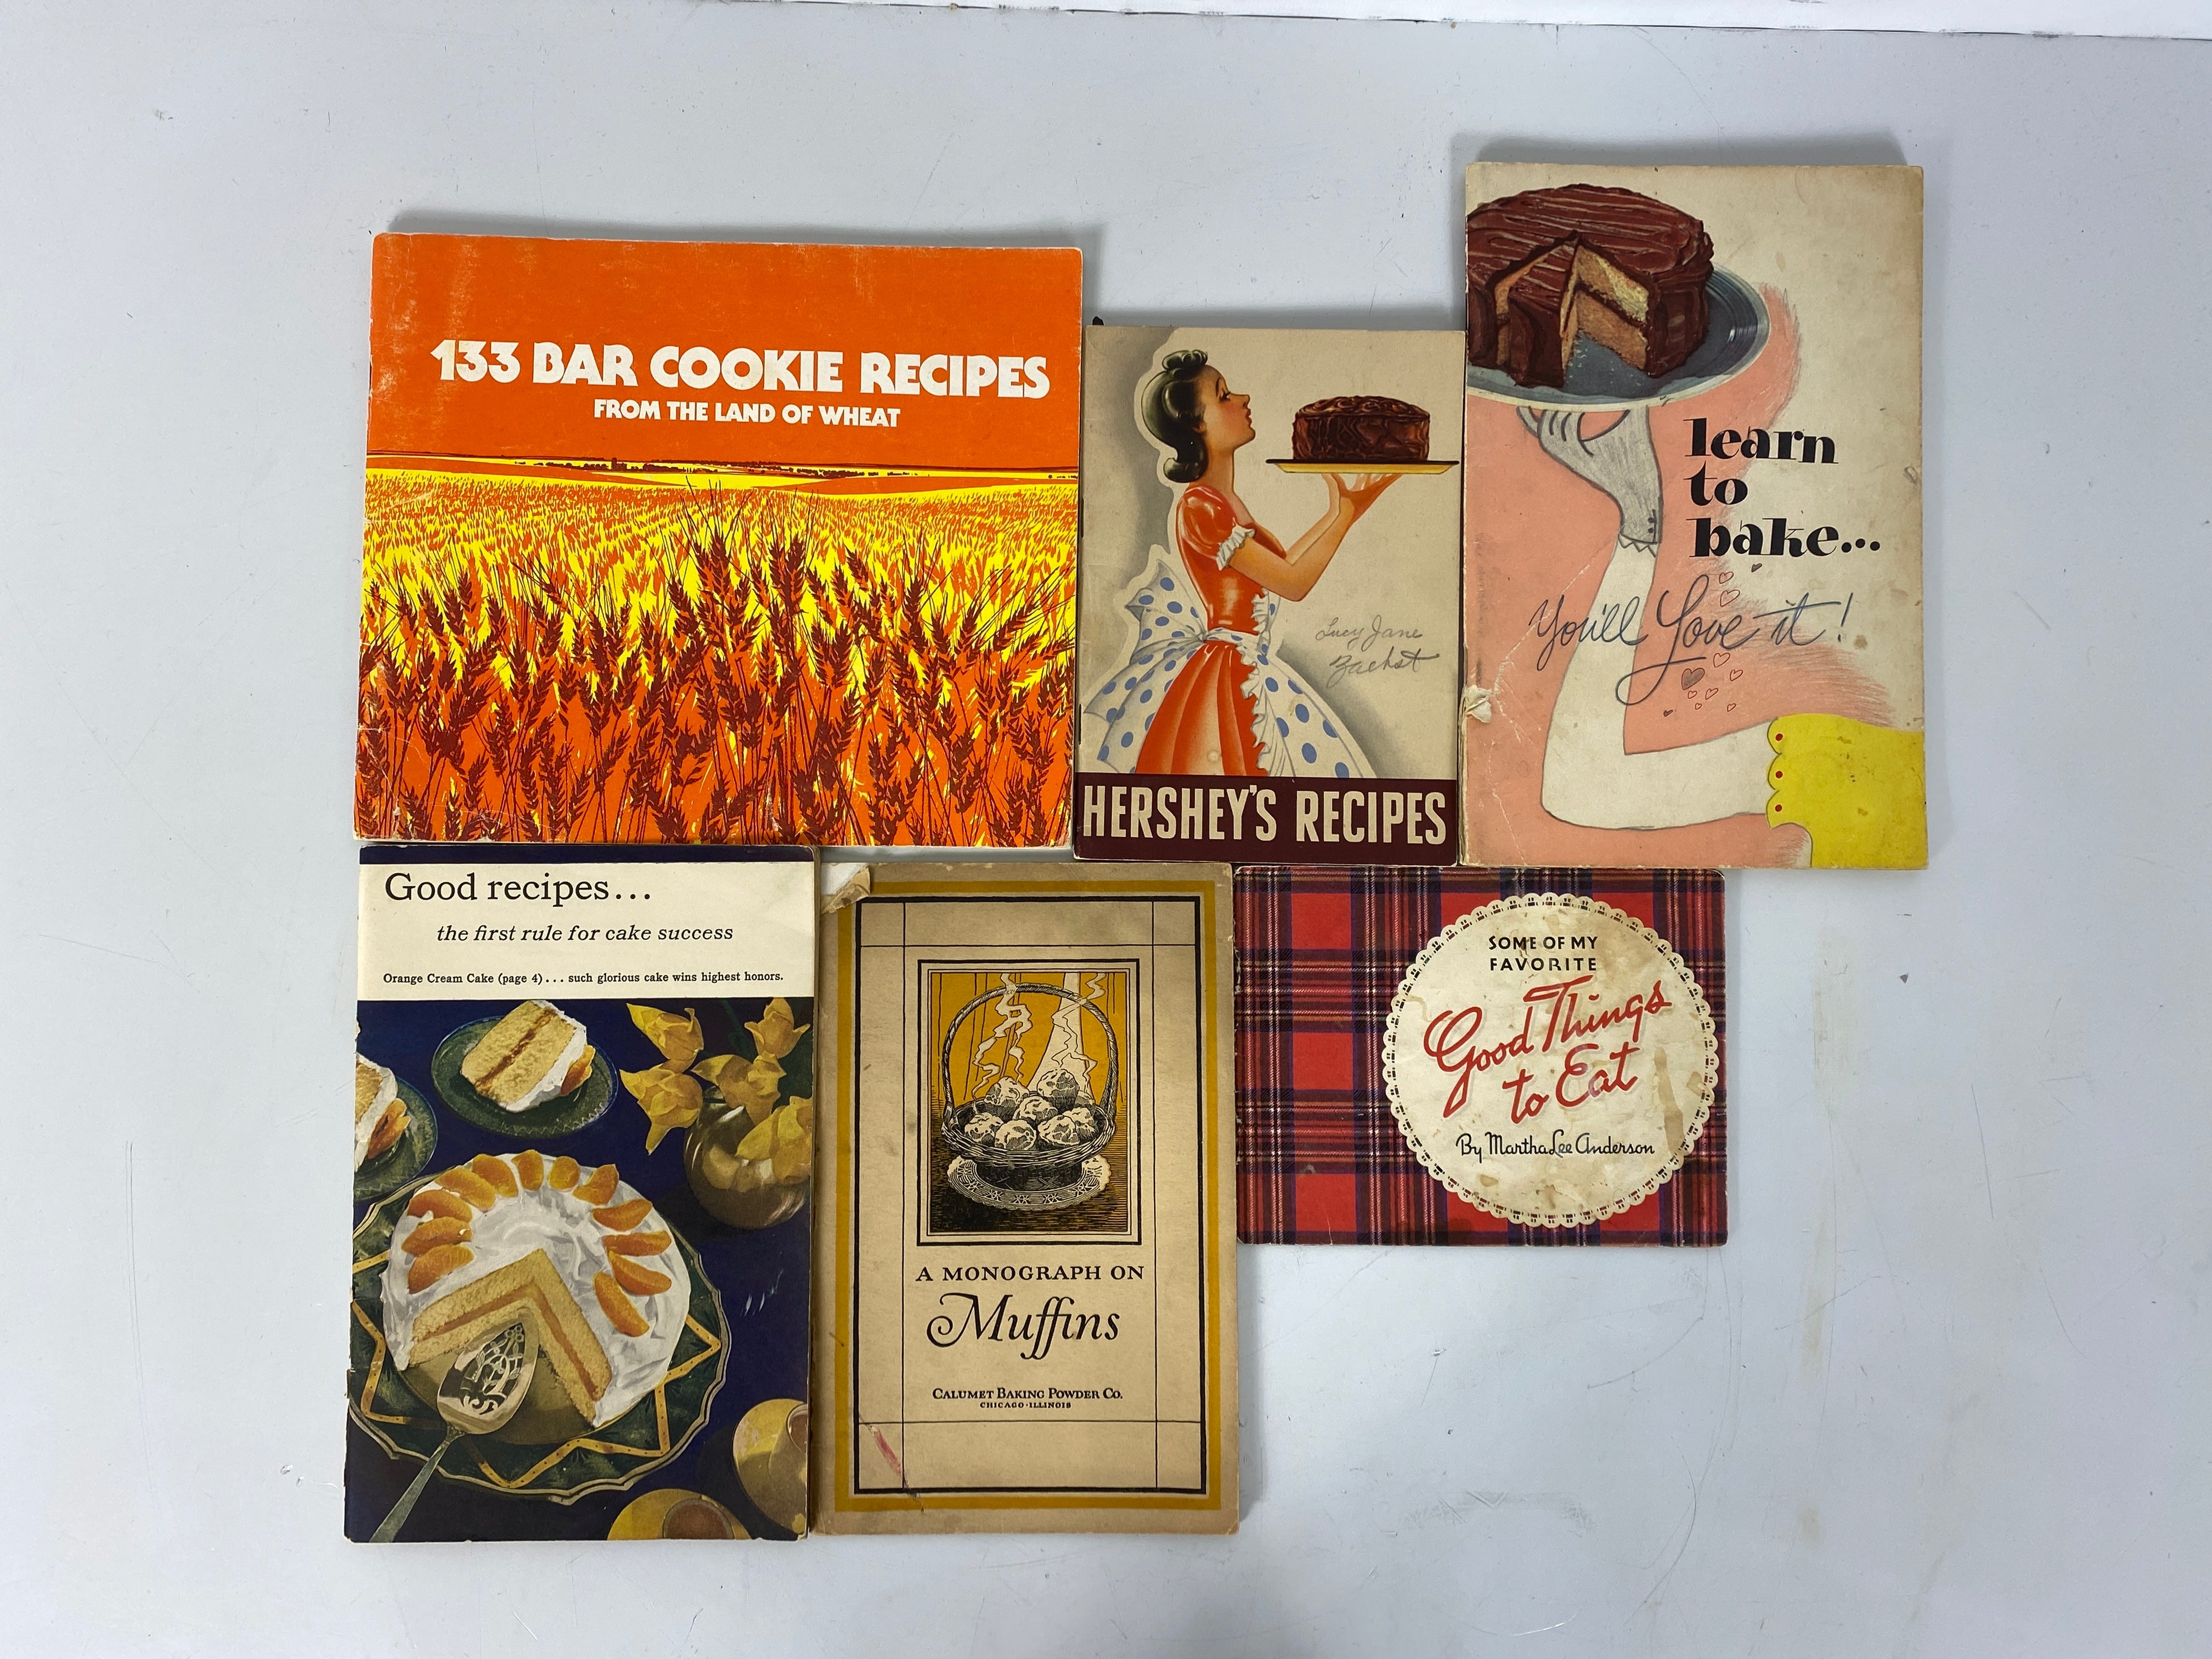 133 BAR COOKIE RECIPES
FROM THE LAND OF WHEAT
Lucy Jane
HERSHEY'S RECIPES
learn
to
bake...
You'll Love it!
Good recipes...
the first rule for cake success
Orange Cream Cake (page 4)... such glorious cake wins highest honors.
A MONOGRAPH ON
Muffins
CALUMET BAKING POWDER CO.
CHICAGO·ILLINOIS
SOME OF MY
FAVORITE
Good Things
to Eat
By Martha Lee Anderson